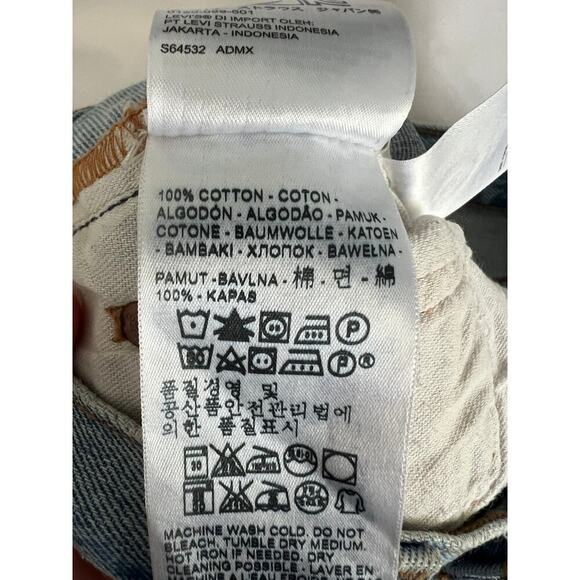 LEVI'S® DI IMPORT OLEH:
PT LEVI STRAUSS INDONESIA
JAKARTA - INDONESIA
S64532 ADMX
100% COTTON - COTON -
ALGODÓN - ALGODÃO - PAMUK -
COTONE - BAUMWOLLE - KATOEN
- BAMBAKI - ХЛОПОК - BAWEŁNA -
PAMUT - BAVLNA - 棉 - 면 - 綿
100% - KAPAS
P
P ®
품질경영 및
공산품안전관리법에
의한 품질표시
MACHINE WASH COLD. DO NOT
BLEACH. TUMBLE DRY MEDIUM.
HOT IRON IF NEEDED. DRY
CLEANING POSSIBLE. LAVER EN